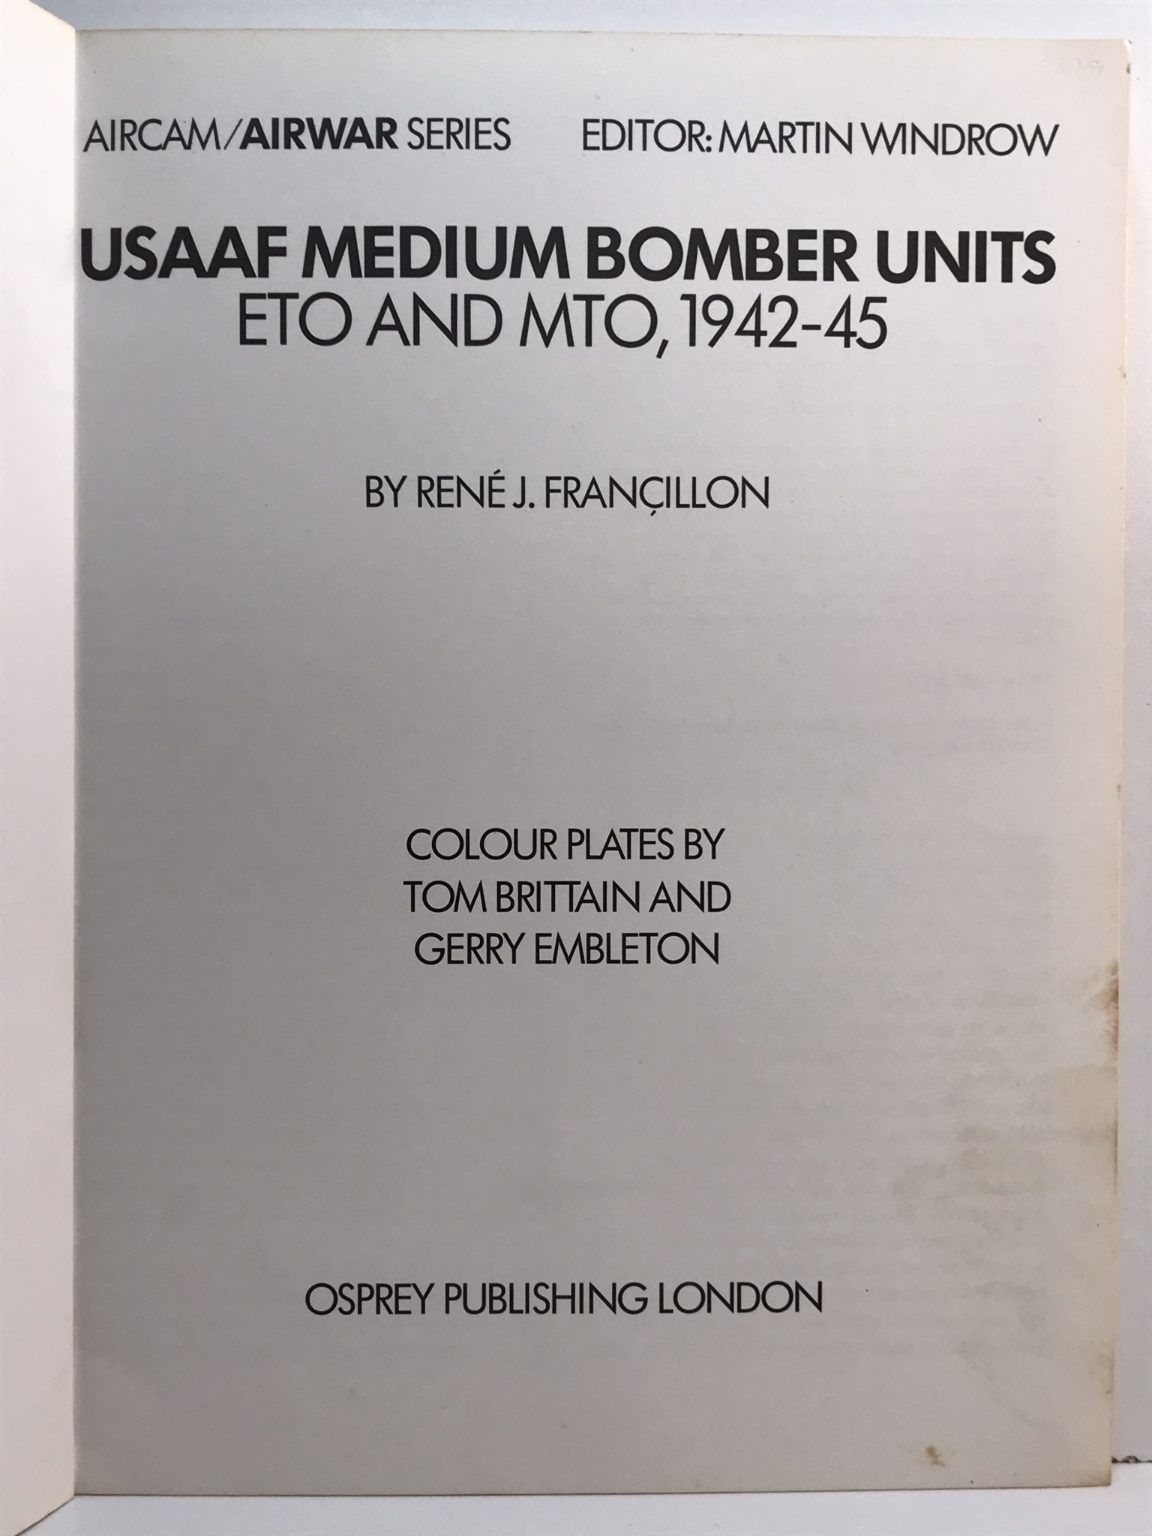 AIRCAM/AIRWAR SERIES EDITOR: MARTIN WINDROW
USAAF MEDIUM BOMBER UNITS
ETO AND MTO, 1942-45
BY RENÉ J. FRANÇILLON
COLOUR PLATES BY
TOM BRITTAIN AND
GERRY EMBLETON
OSPREY PUBLISHING LONDON